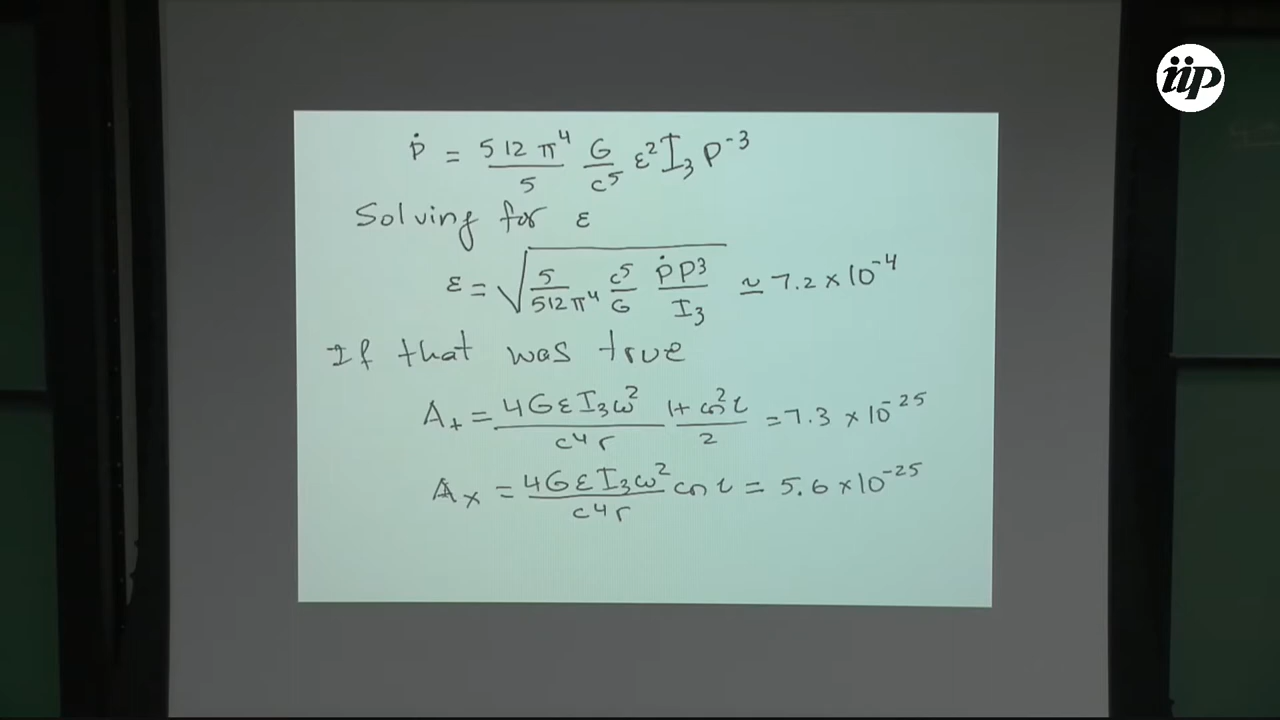 iip
Ṗ = 512 π⁴/5 G/c⁵ ε² I₃ P⁻³
Solving for ε
ε = √(5/512π⁴ c⁵/G ṖP³/I₃) ≃ 7.2 × 10⁻⁴
If that was true
A₊ = 4GεI₃ω²/c⁴r 1+cos²ι/2 = 7.3 × 10⁻²⁵
Aₓ = 4GεI₃ω²/c⁴r cos ι = 5.6 × 10⁻²⁵